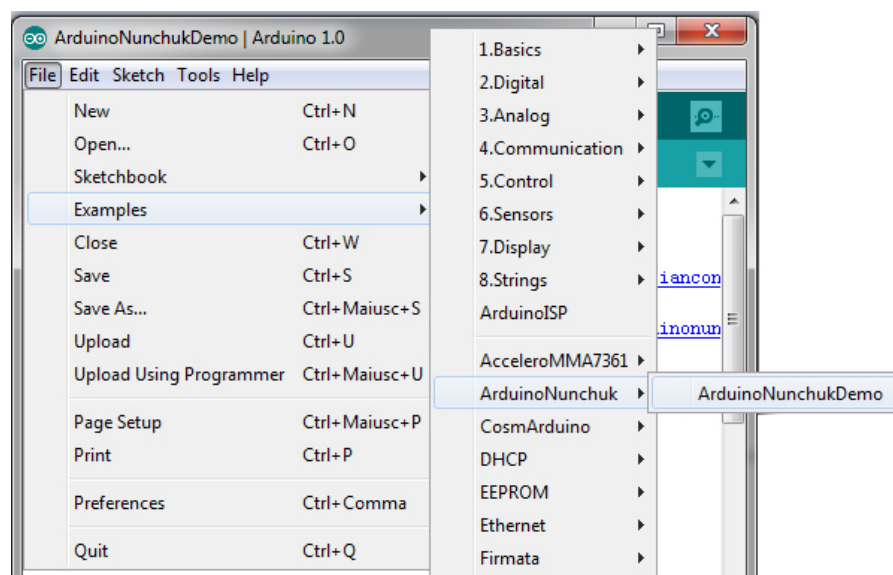 ArduinoNunchukDemo | Arduino 1.0
File Edit Sketch Tools Help
New Ctrl+N
Open... Ctrl+O
Sketchbook
Examples
Close Ctrl+W
Save Ctrl+S
Save As... Ctrl+Maiusc+S
Upload Ctrl+U
Upload Using Programmer Ctrl+Maiusc+U
Page Setup Ctrl+Maiusc+P
Print Ctrl+P
Preferences Ctrl+Comma
Quit Ctrl+Q
1.Basics
2.Digital
3.Analog
4.Communication
5.Control
6.Sensors
7.Display
8.Strings
ArduinoISP
AcceleroMMA7361
ArduinoNunchuk
CosmArduino
DHCP
EEPROM
Ethernet
Firmata
ArduinoNunchukDemo
iancon
inonun